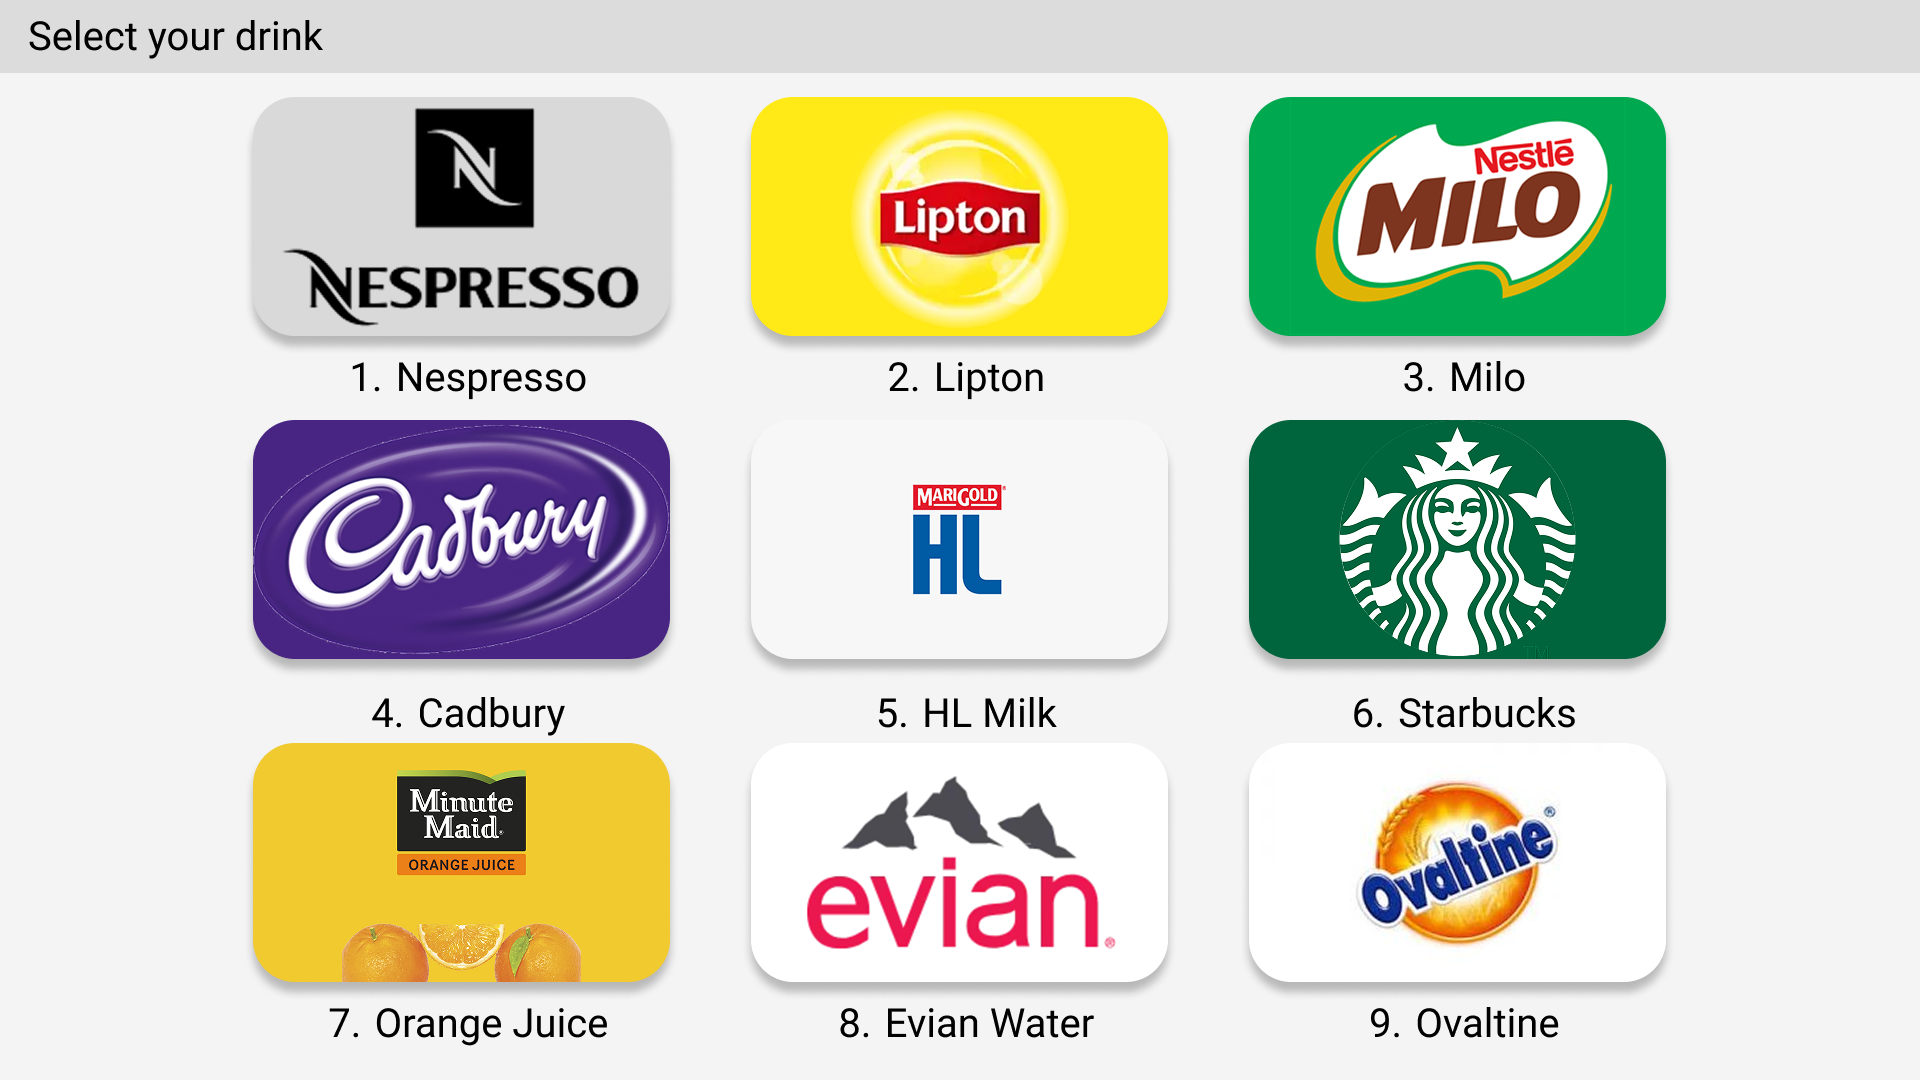 Select your drink
N
NESPRESSO
1. Nespresso
Lipton
2. Lipton
Nestlé
MILO
3. Milo
Cadbury
4. Cadbury
MARIGOLD®
HL
5. HL Milk
TM
6. Starbucks
Minute
Maid®
ORANGE JUICE
7. Orange Juice
evian®
8. Evian Water
Ovaltine®
9. Ovaltine